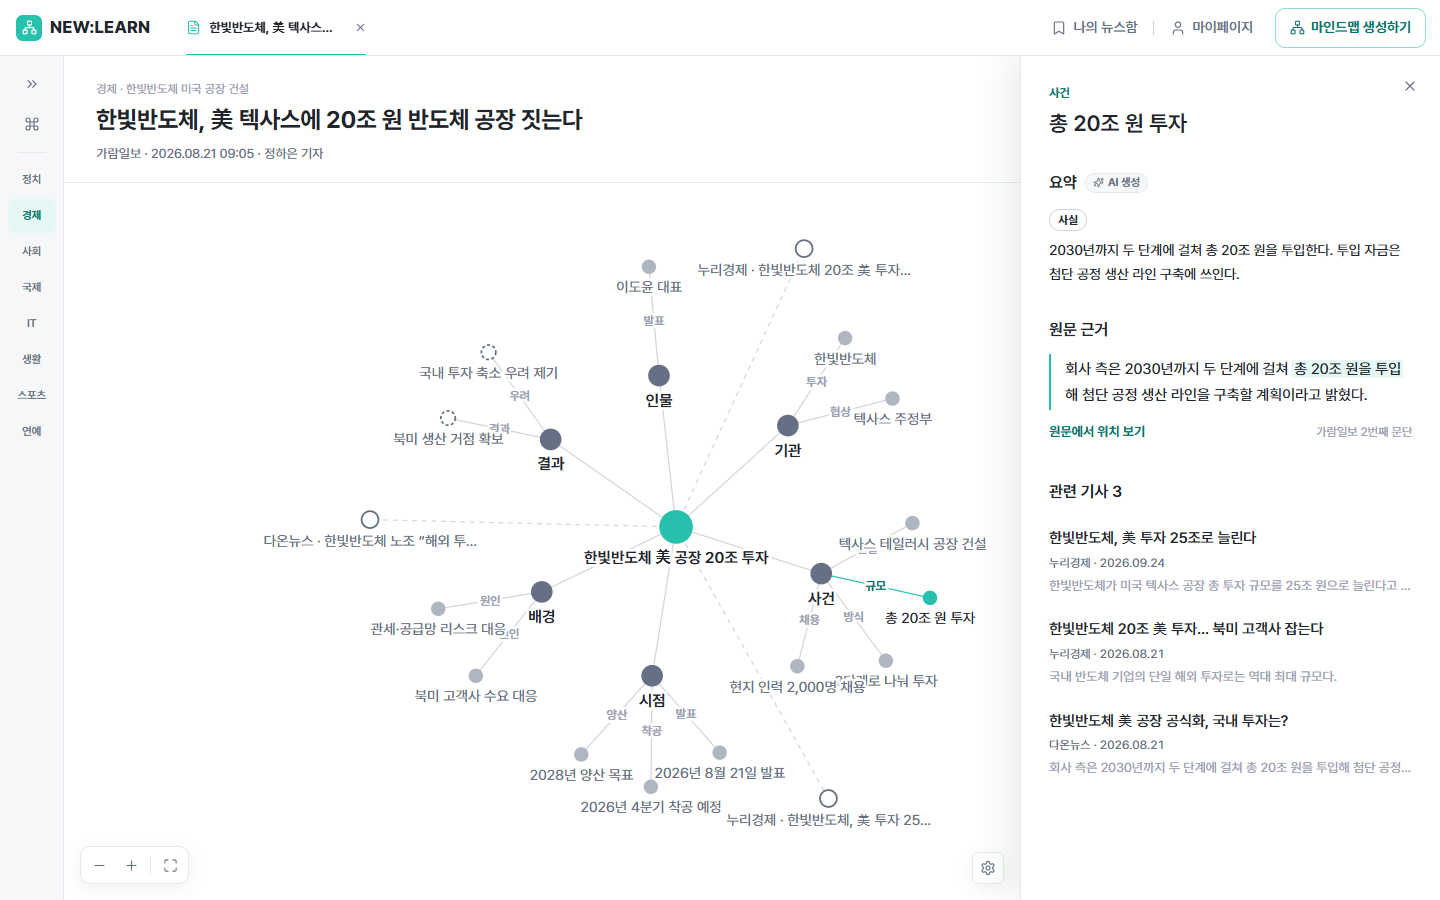 NEW:LEARN
한빛반도체, 美 텍사스...
나의 뉴스함
마이페이지
마인드맵 생성하기
정치
경제
사회
국제
IT
생활
스포츠
연예
경제 · 한빛반도체 미국 공장 건설
한빛반도체, 美 텍사스에 20조 원 반도체 공장 짓는다
가람일보 · 2026.08.21 09:05 · 정하은 기자
누리경제 · 한빛반도체 20조 美 투자...
이도윤 대표
발표
인물
한빛반도체
투자
협상
텍사스 주정부
기관
국내 투자 축소 우려 제기
우려
결과
북미 생산 거점 확보
결과
다온뉴스 · 한빛반도체 노조 “해외 투...
한빛반도체 美 공장 20조 투자
텍사스 테일러시 공장 건설
규모
사건
총 20조 원 투자
채용
방식
현지 인력 2,000명 채용
나눠 투자
원인
배경
관세·공급망 리스크 대응
북미 고객사 수요 대응
시점
양산
착공
발표
2028년 양산 목표
2026년 8월 21일 발표
2026년 4분기 착공 예정
누리경제 · 한빛반도체, 美 투자 25...
사건
총 20조 원 투자
요약
AI 생성
사실
2030년까지 두 단계에 걸쳐 총 20조 원을 투입한다. 투입 자금은
첨단 공정 생산 라인 구축에 쓰인다.
원문 근거
회사 측은 2030년까지 두 단계에 걸쳐 총 20조 원을 투입
해 첨단 공정 생산 라인을 구축할 계획이라고 밝혔다.
원문에서 위치 보기
가람일보 2번째 문단
관련 기사 3
한빛반도체, 美 투자 25조로 늘린다
누리경제 · 2026.09.24
한빛반도체가 미국 텍사스 공장 총 투자 규모를 25조 원으로 늘린다고 ...
한빛반도체 20조 美 투자... 북미 고객사 잡는다
누리경제 · 2026.08.21
국내 반도체 기업의 단일 해외 투자로는 역대 최대 규모다.
한빛반도체 美 공장 공식화, 국내 투자는?
다온뉴스 · 2026.08.21
회사 측은 2030년까지 두 단계에 걸쳐 총 20조 원을 투입해 첨단 공정...